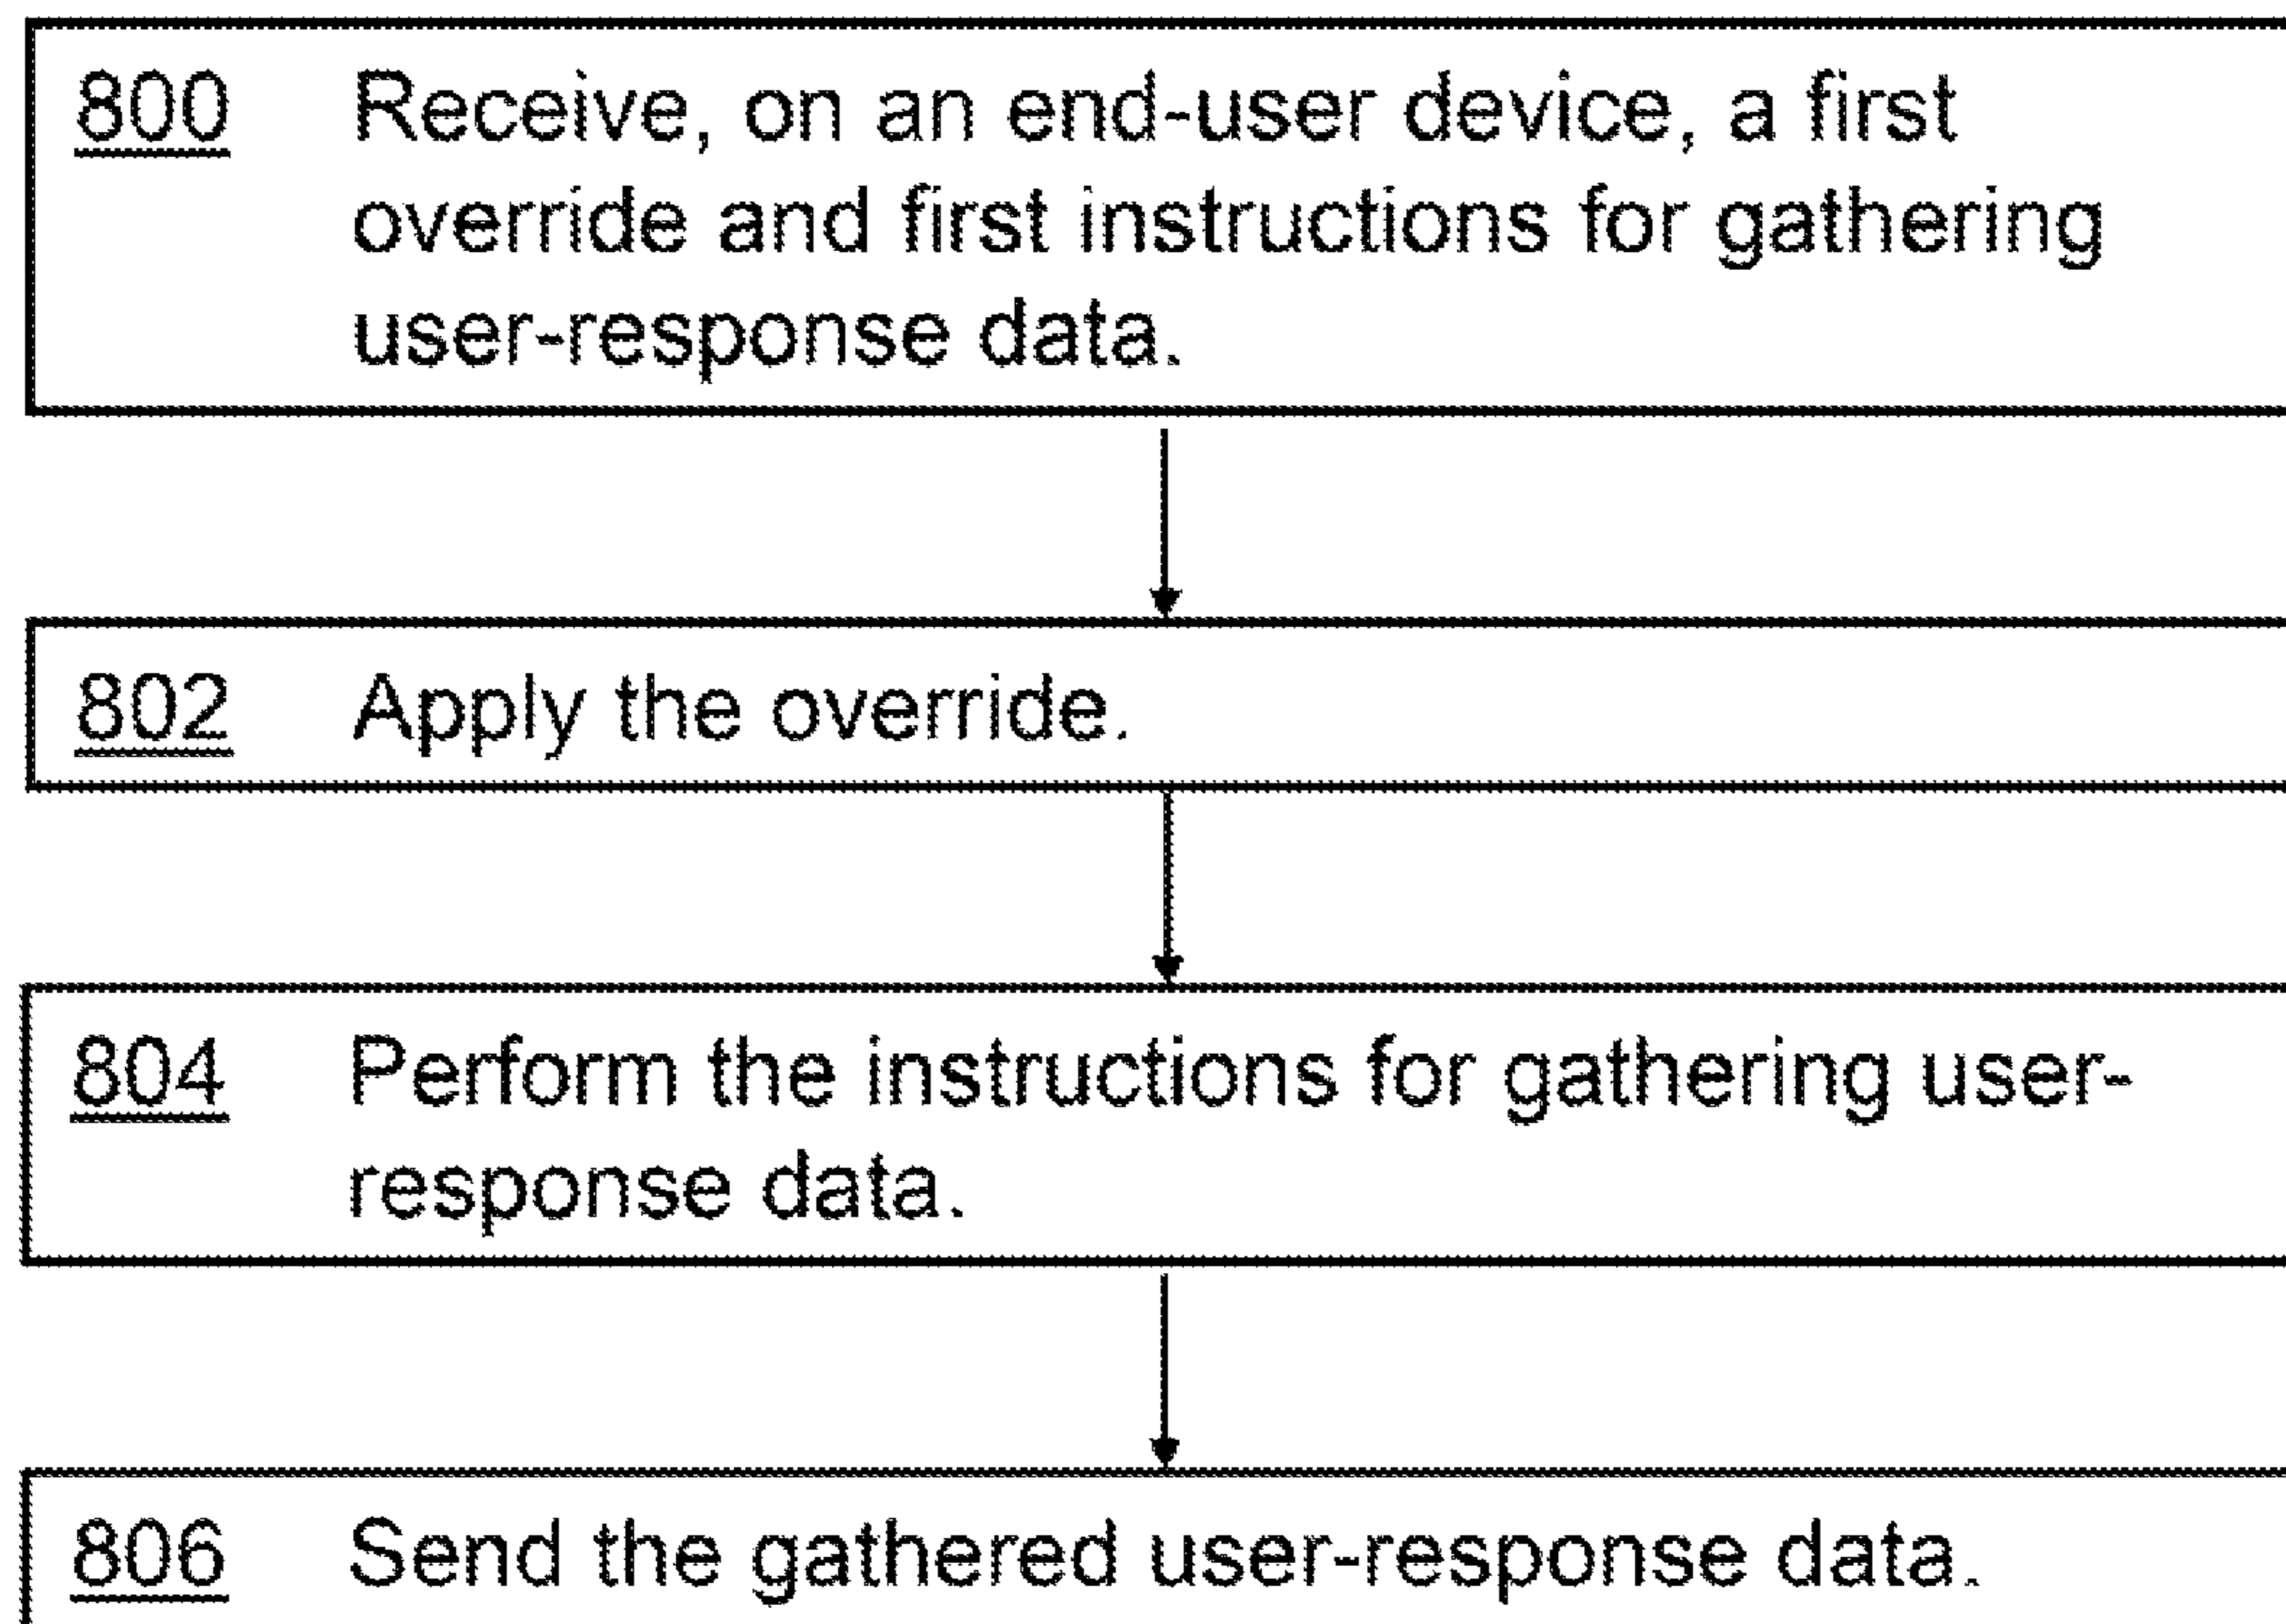 800 Receive, on an end-user device, a first
override and first instructions for gathering
user-response data.
802 Apply the override.
804 Perform the instructions for gathering user-
response data.
806 Send the gathered user-response data.